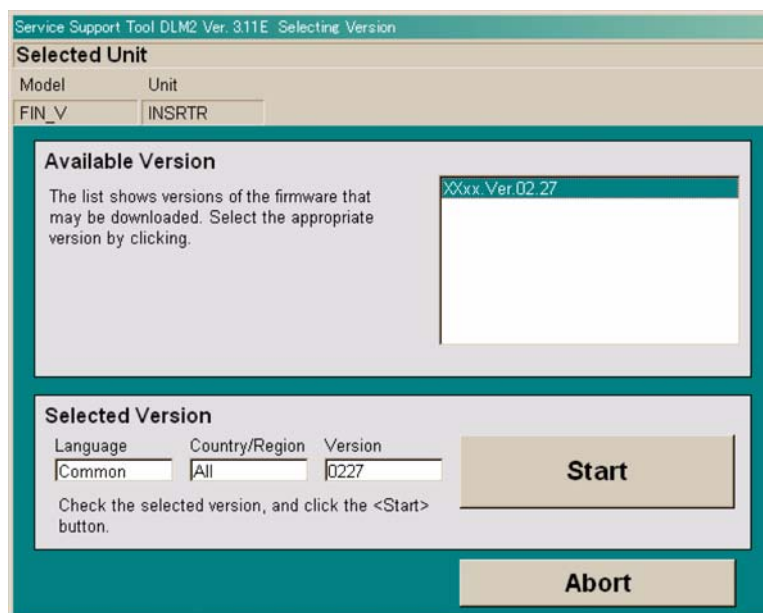 Service Support Tool DLM2 Ver. 3.11E Selecting Version
Selected Unit
Model Unit
FIN_V INSRTR
Available Version
The list shows versions of the firmware that
may be downloaded. Select the appropriate
version by clicking.
XXxx.Ver.02.27
Selected Version
Language Country/Region Version
Common All 0227
Check the selected version, and click the <Start>
button.
Start
Abort